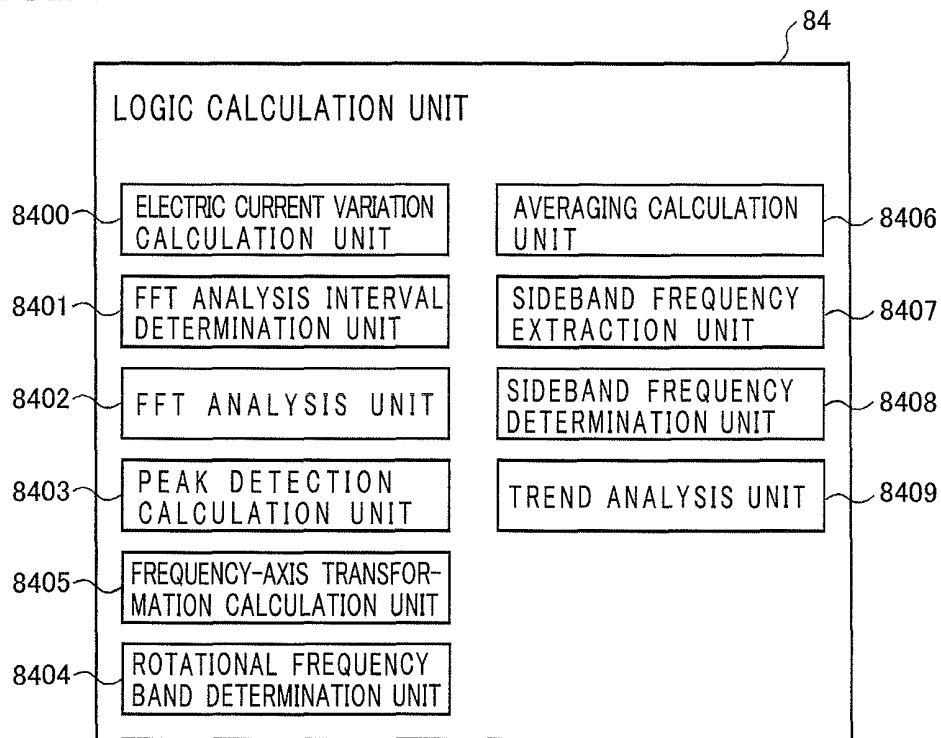 84
LOGIC CALCULATION UNIT
8400
ELECTRIC CURRENT VARIATION
CALCULATION UNIT
8401
FFT ANALYSIS INTERVAL
DETERMINATION UNIT
8402
FFT ANALYSIS UNIT
8403
PEAK DETECTION
CALCULATION UNIT
8405
FREQUENCY-AXIS TRANSFOR-
MATION CALCULATION UNIT
8404
ROTATIONAL FREQUENCY
BAND DETERMINATION UNIT
AVERAGING CALCULATION
UNIT
8406
SIDEBAND FREQUENCY
EXTRACTION UNIT
8407
SIDEBAND FREQUENCY
DETERMINATION UNIT
8408
TREND ANALYSIS UNIT
8409